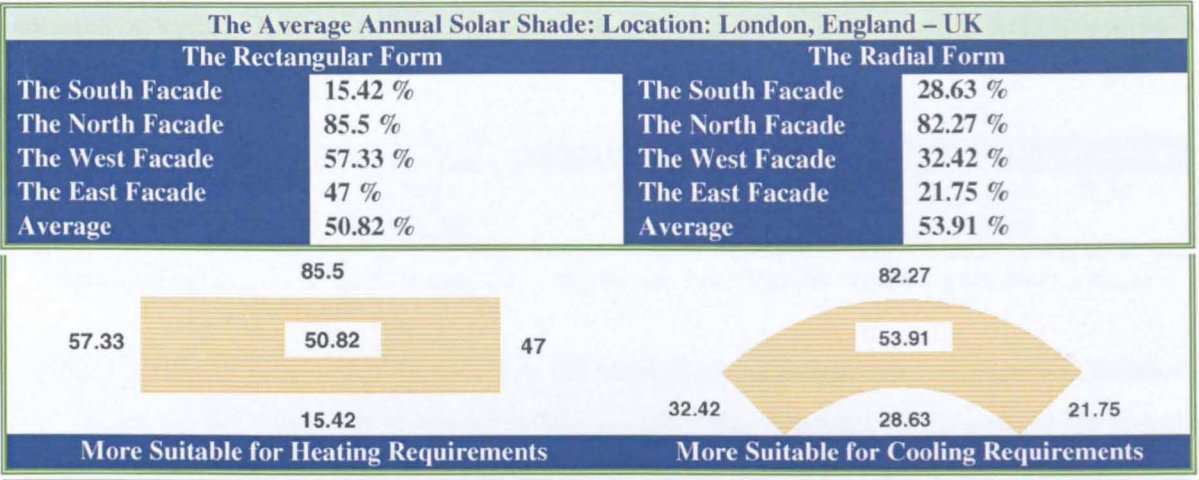 The Average Annual Solar Shade: Location: London, England – UK
The Rectangular Form The Radial Form
The South Facade 15.42 % The South Facade 28.63 %
The North Facade 85.5 % The North Facade 82.27 %
The West Facade 57.33 % The West Facade 32.42 %
The East Facade 47 % The East Facade 21.75 %
Average 50.82 % Average 53.91 %
85.5 82.27
57.33 50.82 47 53.91
32.42 21.75
15.42 28.63
More Suitable for Heating Requirements More Suitable for Cooling Requirements